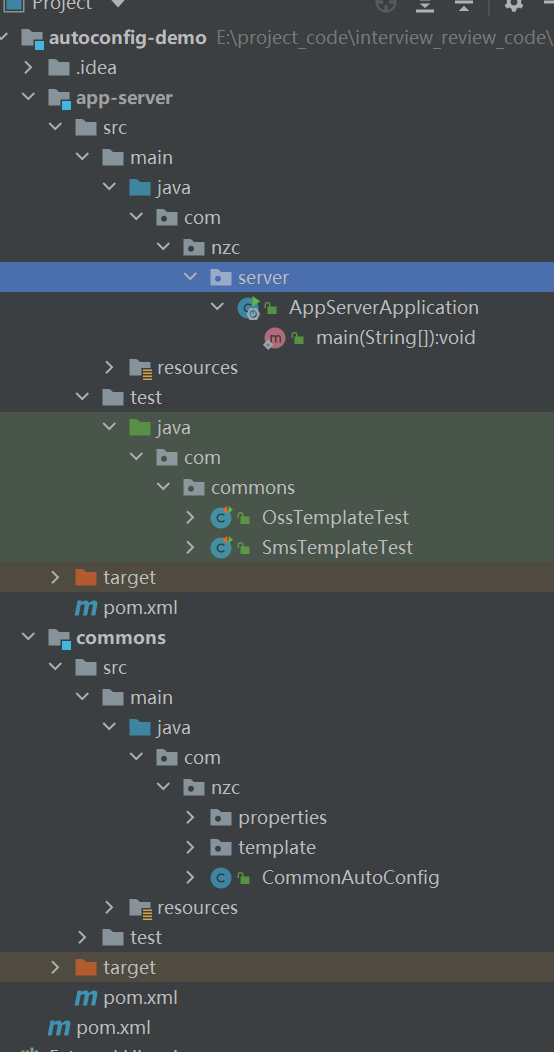 Project
autoconfig-demo E:\project_code\interview_review_code\
.idea
app-server
src
main
java
com
nzc
server
AppServerApplication
main(String[]):void
resources
test
java
com
commons
OssTemplateTest
SmsTemplateTest
target
pom.xml
commons
src
main
java
com
nzc
properties
template
CommonAutoConfig
resources
test
target
pom.xml
pom.xml